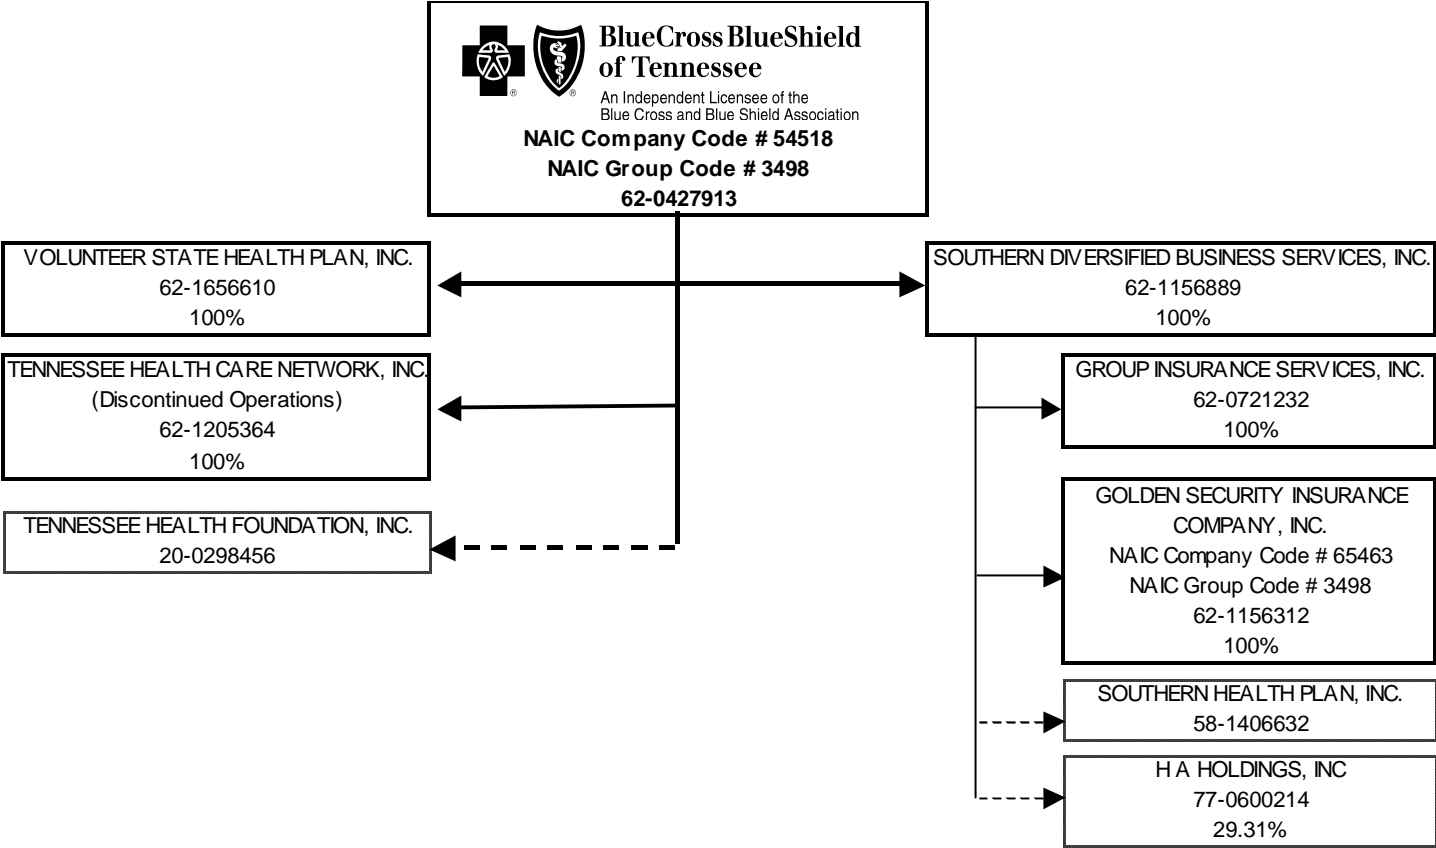 BlueCross BlueShield
of Tennessee
An Independent Licensee of the
Blue Cross and Blue Shield Association
NAIC Company Code # 54518
NAIC Group Code # 3498
62-0427913
VOLUNTEER STATE HEALTH PLAN, INC.
62-1656610
100%
TENNESSEE HEALTH CARE NETWORK, INC.
(Discontinued Operations)
62-1205364
100%
TENNESSEE HEALTH FOUNDATION, INC.
20-0298456
SOUTHERN DIVERSIFIED BUSINESS SERVICES, INC.
62-1156889
100%
GROUP INSURANCE SERVICES, INC.
62-0721232
100%
GOLDEN SECURITY INSURANCE
COMPANY, INC.
NAIC Company Code # 65463
NAIC Group Code # 3498
62-1156312
100%
SOUTHERN HEALTH PLAN, INC.
58-1406632
H A HOLDINGS, INC
77-0600214
29.31%